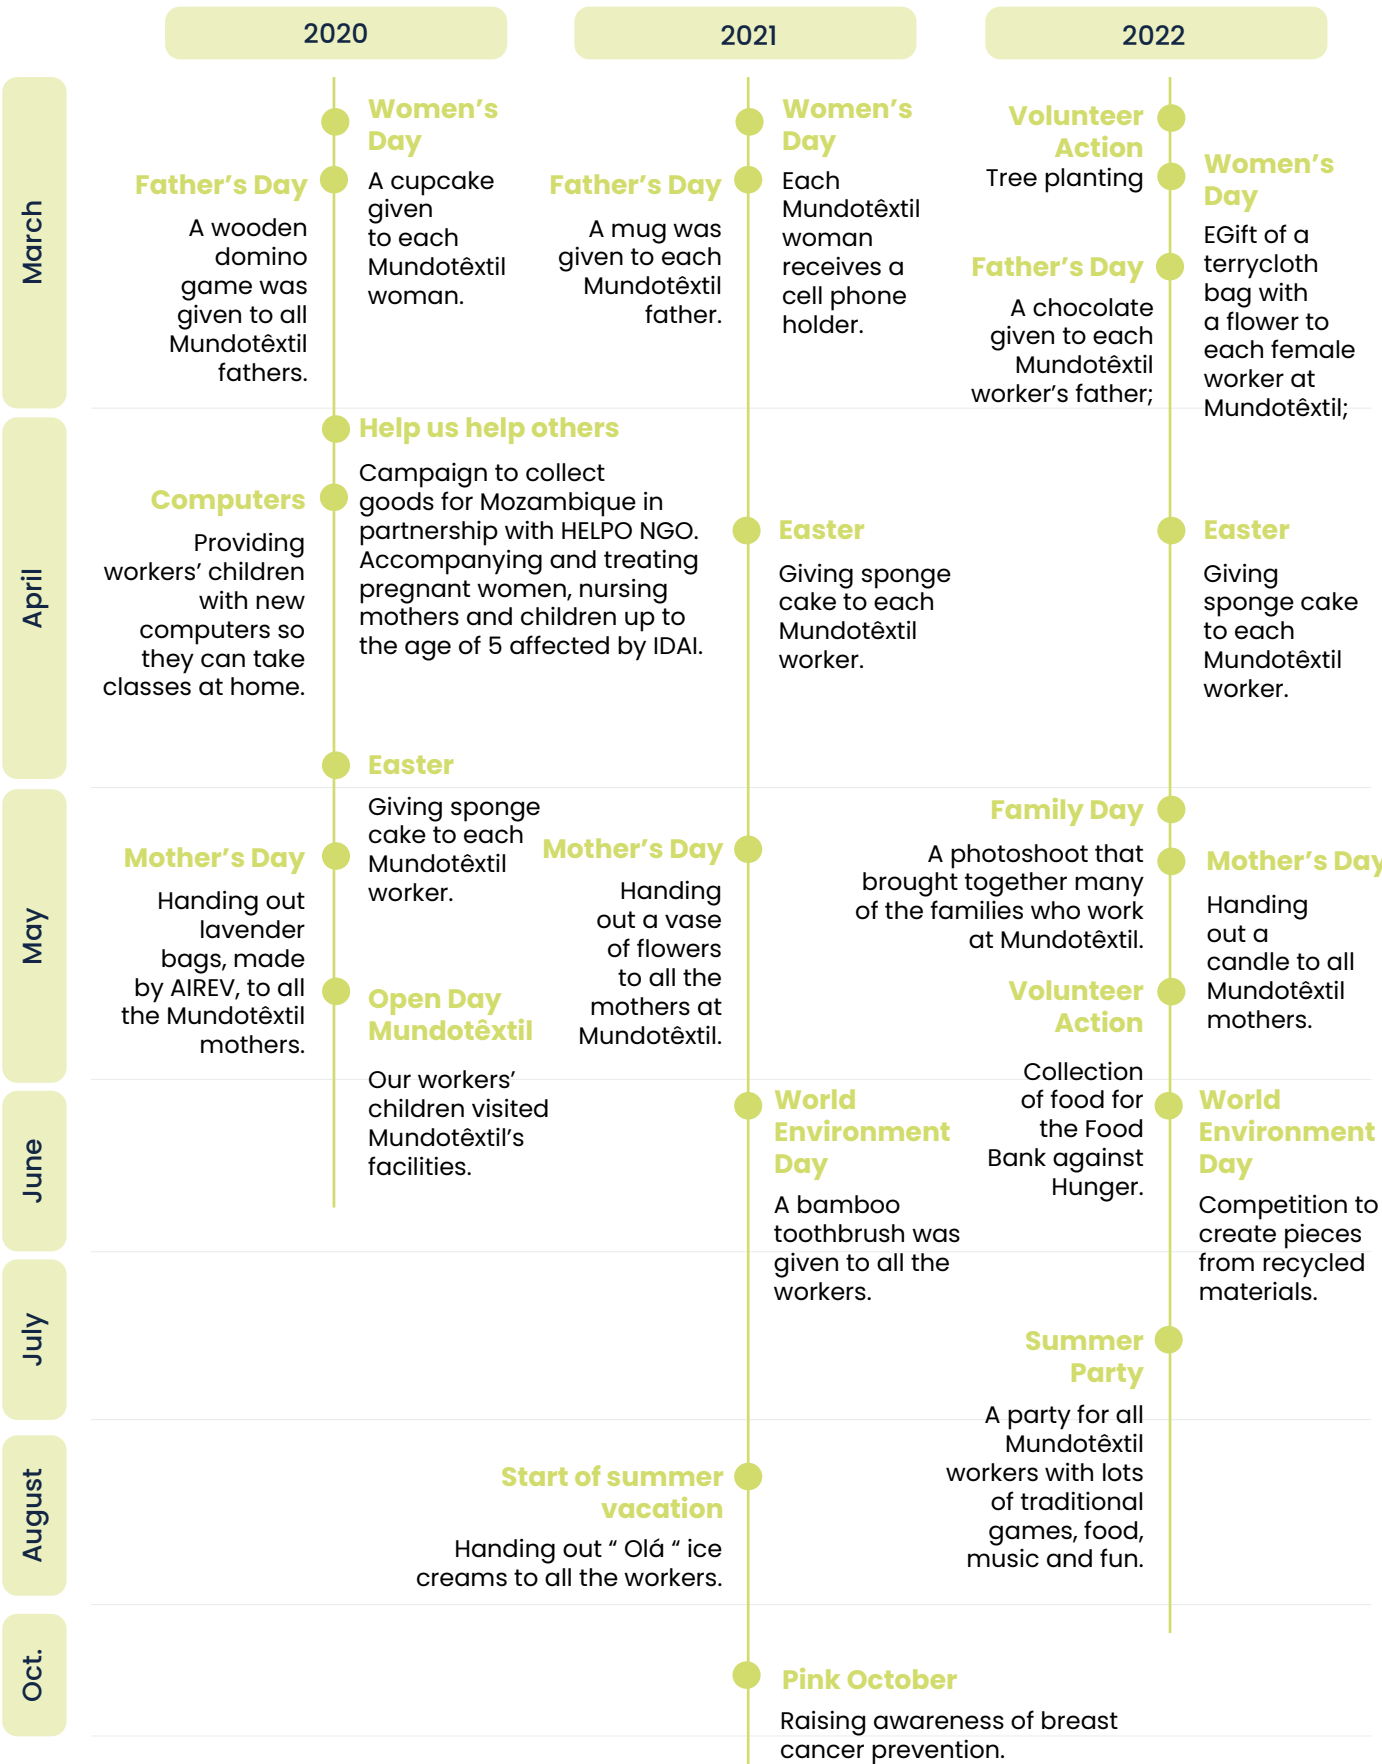 2020
2021
2022
March
Women's
Day
A cupcake
given
to each
Mundotêxtil
woman.
Father's Day
A wooden
domino
game was
given to all
Mundotêxtil
fathers.
Women's
Day
Each
Mundotêxtil
woman
receives a
cell phone
holder.
Father's Day
A mug was
given to each
Mundotêxtil
father.
Volunteer
Action
Tree planting
Women's
Day
EGift of a
terrycloth
bag with
a flower to
each female
worker at
Mundotêxtil;
Father's Day
A chocolate
given to each
Mundotêxtil
worker's father;
April
Help us help others
Campaign to collect
goods for Mozambique in
partnership with HELPO NGO.
Accompanying and treating
pregnant women, nursing
mothers and children up to
the age of 5 affected by IDAI.
Computers
Providing
workers' children
with new
computers so
they can take
classes at home.
Easter
Giving sponge
cake to each
Mundotêxtil
worker.
Easter
Giving sponge
cake to each
Mundotêxtil
worker.
Easter
Giving
sponge cake
to each
Mundotêxtil
worker.
May
Mother's Day
Handing out
lavender
bags, made
by AIREV, to all
the Mundotêxtil
mothers.
Open Day
Mundotêxtil
Our workers'
children visited
Mundotêxtil's
facilities.
Mother's Day
Handing
out a vase
of flowers
to all the
mothers at
Mundotêxtil.
Family Day
A photoshoot that
brought together many
of the families who work
at Mundotêxtil.
Mother's Day
Handing
out a
candle to all
Mundotêxtil
mothers.
Volunteer
Action
Collection
of food for
the Food
Bank against
Hunger.
June
World
Environment
Day
A bamboo
toothbrush was
given to all the
workers.
World
Environment
Day
Competition to
create pieces
from recycled
materials.
July
Summer
Party
A party for all
Mundotêxtil
workers with lots
of traditional
games, food,
music and fun.
August
Start of summer
vacation
Handing out “ Olá “ ice
creams to all the workers.
Oct.
Pink October
Raising awareness of breast
cancer prevention.